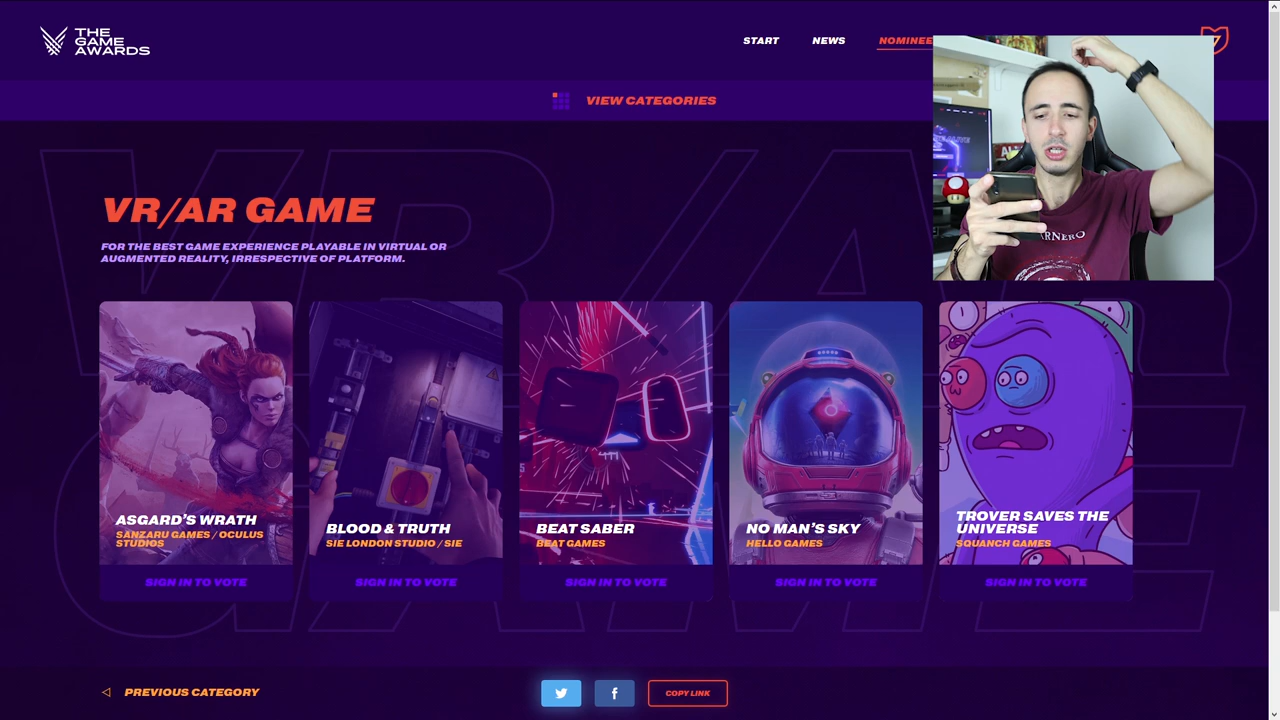 THE
GAME
AWARDS
START
NEWS
NOMINEE
VIEW CATEGORIES
VR/AR GAME
FOR THE BEST GAME EXPERIENCE PLAYABLE IN VIRTUAL OR
AUGMENTED REALITY, IRRESPECTIVE OF PLATFORM.
ASGARD'S WRATH
SANZARU GAMES / OCULUS
STUDIOS
SIGN IN TO VOTE
BLOOD & TRUTH
SIE LONDON STUDIO / SIE
SIGN IN TO VOTE
BEAT SABER
BEAT GAMES
SIGN IN TO VOTE
NO MAN'S SKY
HELLO GAMES
SIGN IN TO VOTE
TROVER SAVES THE
UNIVERSE
SQUANCH GAMES
SIGN IN TO VOTE
PREVIOUS CATEGORY
COPY LINK